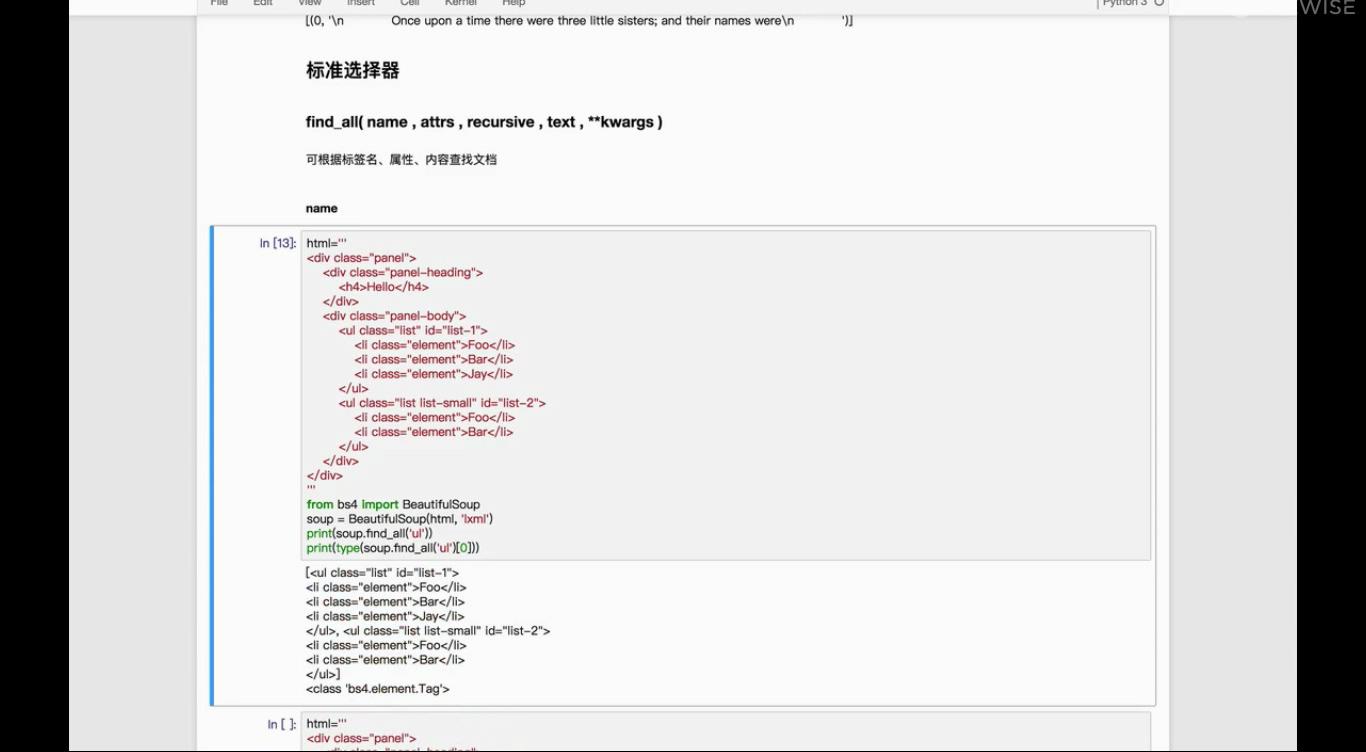 File Edit View Insert Cell Kernel Help | Python 3 O
WISE
[(0, '\n Once upon a time there were three little sisters; and their names were\n ')]
标准选择器
find_all( name , attrs , recursive , text , **kwargs )
可根据标签名、属性、内容查找文档
name
In [13]: html='''
<div class="panel">
<div class="panel-heading">
<h4>Hello</h4>
</div>
<div class="panel-body">
<ul class="list" id="list-1">
<li class="element">Foo</li>
<li class="element">Bar</li>
<li class="element">Jay</li>
</ul>
<ul class="list list-small" id="list-2">
<li class="element">Foo</li>
<li class="element">Bar</li>
</ul>
</div>
</div>
'''
from bs4 import BeautifulSoup
soup = BeautifulSoup(html, 'lxml')
print(soup.find_all('ul'))
print(type(soup.find_all('ul')[0]))
[<ul class="list" id="list-1">
<li class="element">Foo</li>
<li class="element">Bar</li>
<li class="element">Jay</li>
</ul>, <ul class="list list-small" id="list-2">
<li class="element">Foo</li>
<li class="element">Bar</li>
</ul>]
<class 'bs4.element.Tag'>
In [ ]: html='''
<div class="panel">
<div class="panel-heading">